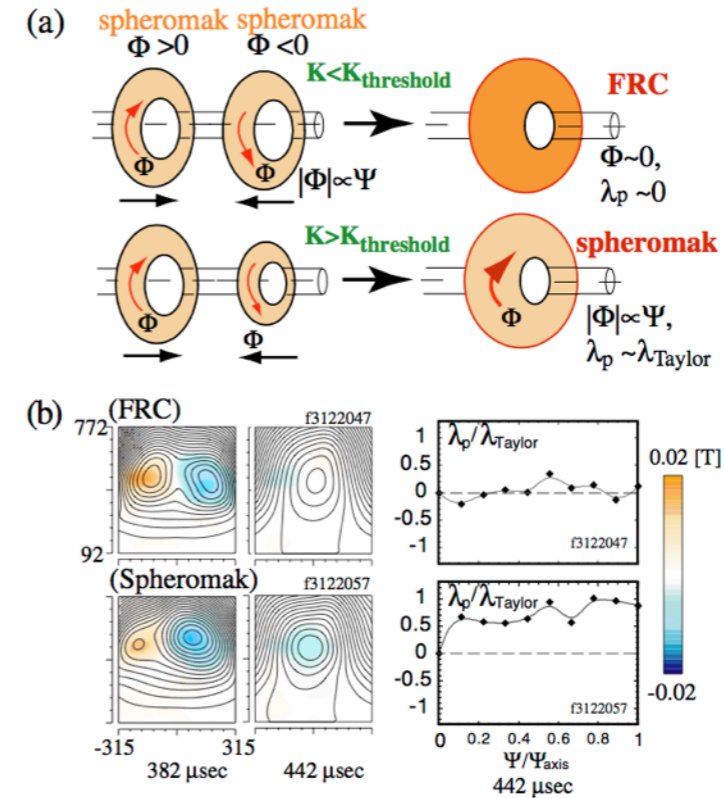 (a)
spheromak spheromak
Φ >0 Φ <0
K<Kthreshold
FRC
Φ Φ
|Φ|∝Ψ
Φ~0,
λp ~0
K>Kthreshold
spheromak
Φ Φ
Φ
|Φ|∝Ψ,
λp ~λTaylor
(b)
(FRC)
f3122047
772
92
λp/λTaylor
1
0.5
0
-0.5
-1
f3122047
0.02 [T]
(Spheromak)
f3122057
λp/λTaylor
1
0.5
0
-0.5
-1
f3122057
-0.02
-315 315
382 μsec 442 μsec
0 0.2 0.4 0.6 0.8 1
Ψ/Ψaxis
442 μsec